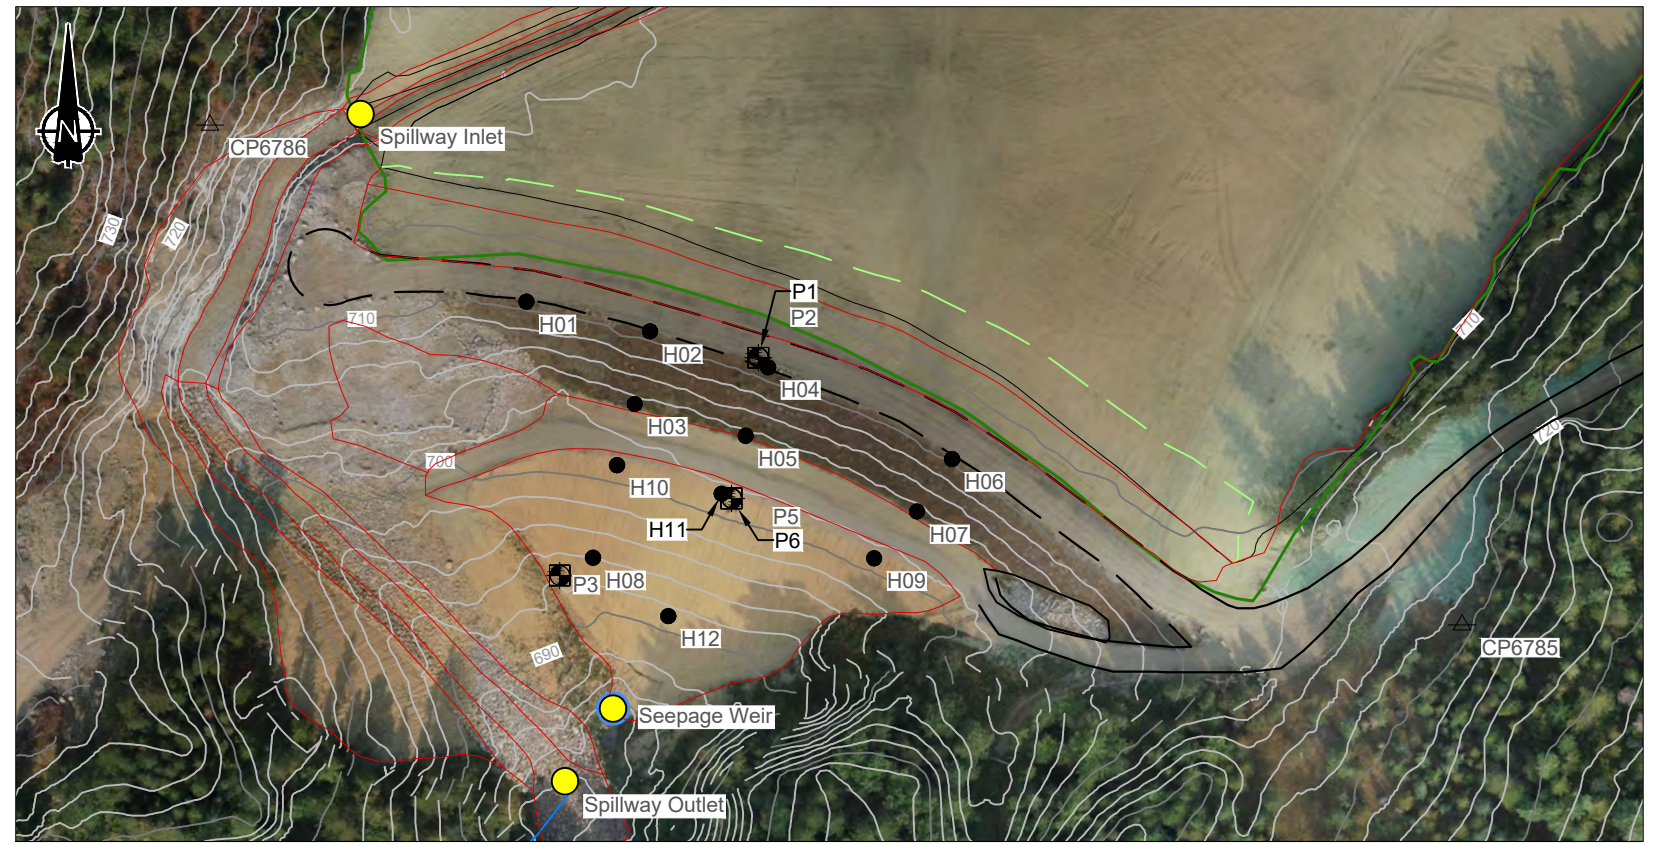 N
CP6786
Spillway Inlet
730
720
P1
P2
710
H01
H02
H04
710
H03
H05
700
H06
H10
720
P5
H11
P6
H07
P3
H08
H09
H12
CP6785
690
Seepage Weir
Spillway Outlet